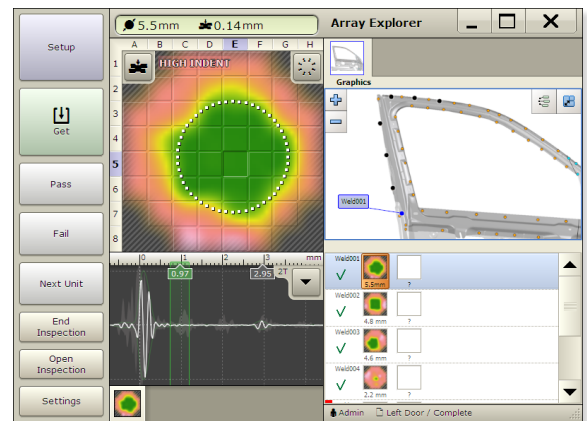 Setup
Get
Pass
Fail
Next Unit
End
Inspection
Open
Inspection
Settings
5.5mm 0.14mm
A B C D E F G H
1
2
3
4
5
6
7
8
HIGH INDENT
0 1 2 3 mm
0.97 2.95 2T
Array Explorer
Graphics
Weld001
Weld001
5.5mm ?
Weld002
4.8 mm ?
Weld003
4.6 mm ?
Weld004
2.2 mm ?
Admin Left Door / Complete